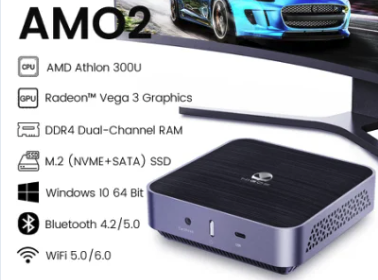 AMO2
CPU AMD Athlon 300U
GPU Radeon™ Vega 3 Graphics
DDR4 Dual-Channel RAM
M.2 (NVME+SATA) SSD
Windows 10 64 Bit
Bluetooth 4.2/5.0
WiFi 5.0/6.0